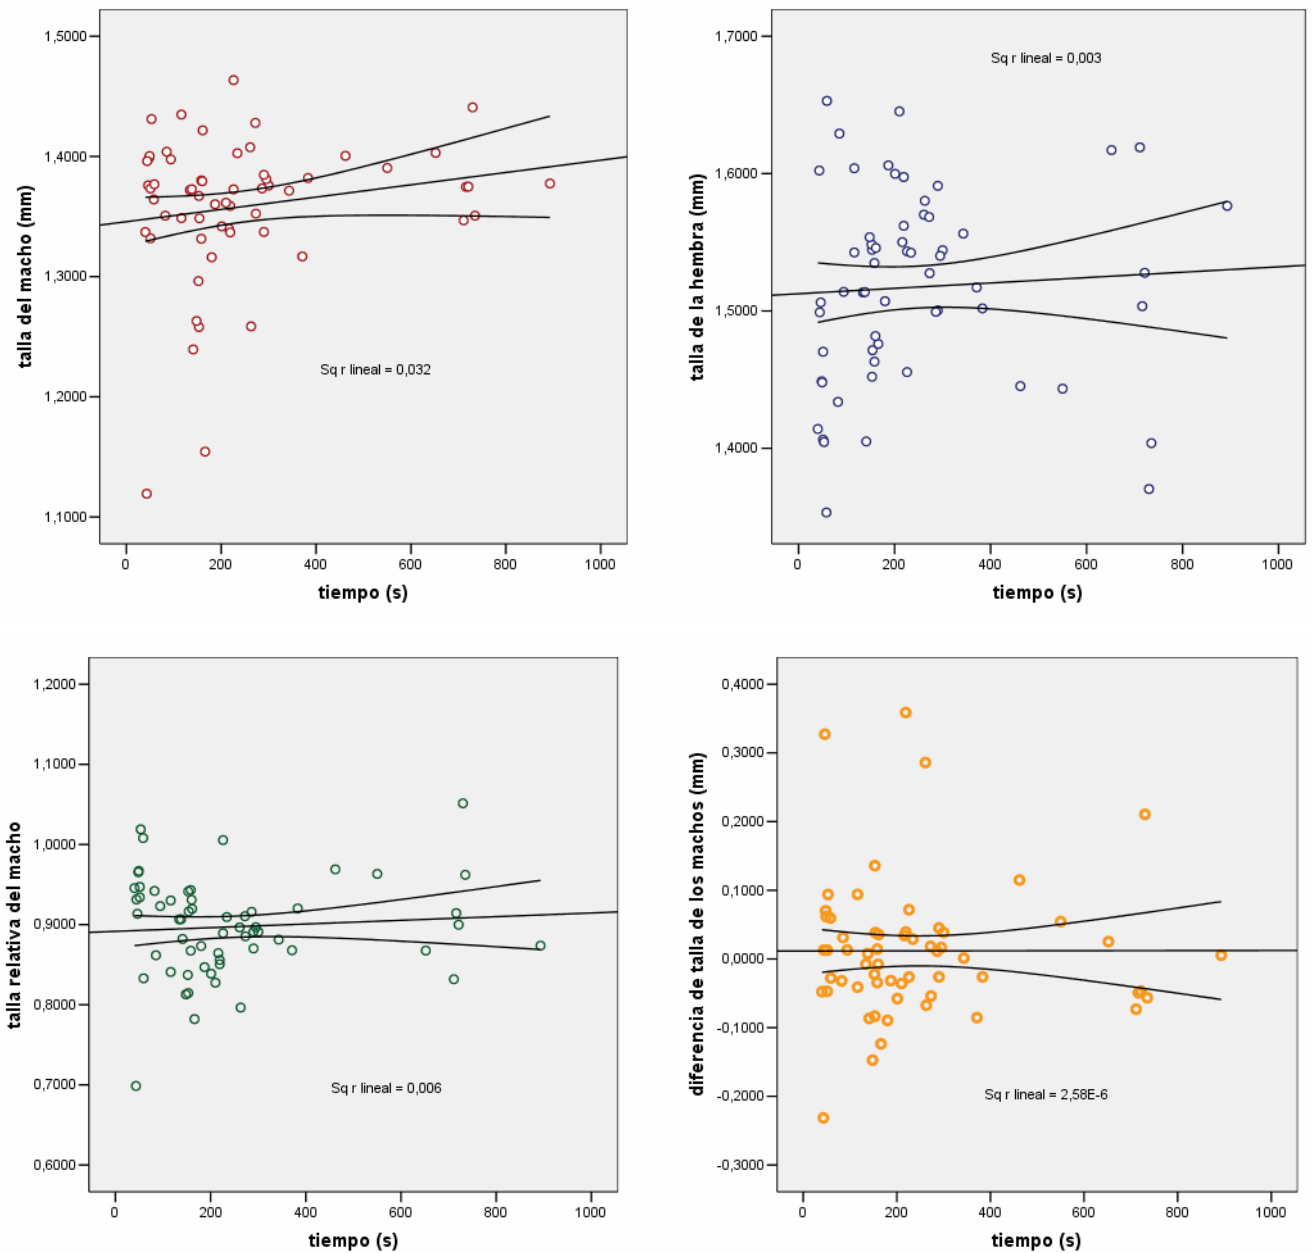 1,5000
1,4000
1,3000
1,2000
1,1000
talla del macho (mm)
Sq r lineal = 0,032
0 200 400 600 800 1000
tiempo (s)
1,7000
1,6000
1,5000
1,4000
talla de la hembra (mm)
Sq r lineal = 0,003
0 200 400 600 800 1000
tiempo (s)
1,2000
1,1000
1,0000
0,9000
0,8000
0,7000
0,6000
talla relativa del macho
Sq r lineal = 0,006
0 200 400 600 800 1000
tiempo (s)
0,4000
0,3000
0,2000
0,1000
0,0000
-0,1000
-0,2000
-0,3000
diferencia de talla de los machos (mm)
Sq r lineal = 2,58E-6
0 200 400 600 800 1000
tiempo (s)